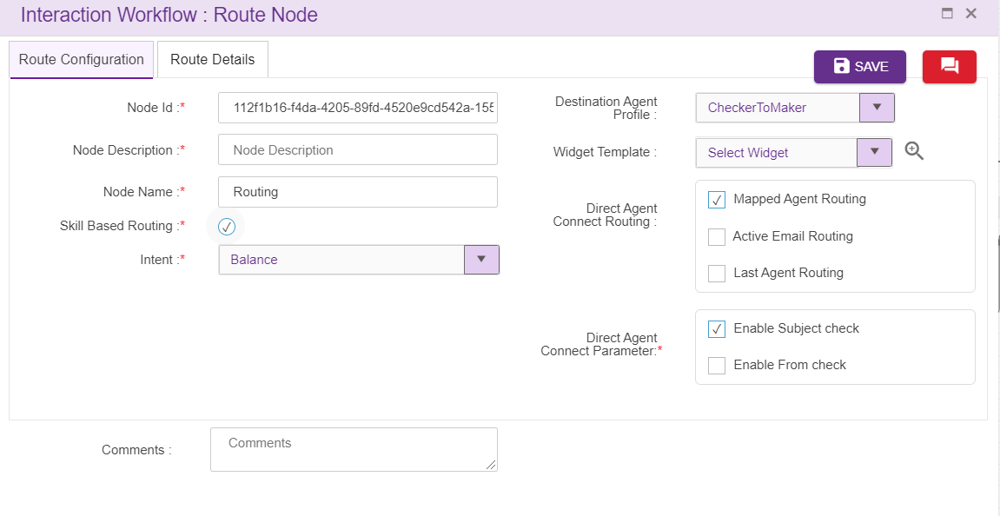 Interaction Workflow : Route Node
Route Configuration
Route Details
SAVE
Node Id :*
112f1b16-f4da-4205-89fd-4520e9cd542a-155
Node Description :*
Node Description
Node Name :*
Routing
Skill Based Routing :*
Intent :*
Balance
Destination Agent
Profile :
CheckerToMaker
Widget Template :
Select Widget
Direct Agent
Connect Routing :
Mapped Agent Routing
Active Email Routing
Last Agent Routing
Direct Agent
Connect Parameter:*
Enable Subject check
Enable From check
Comments :
Comments